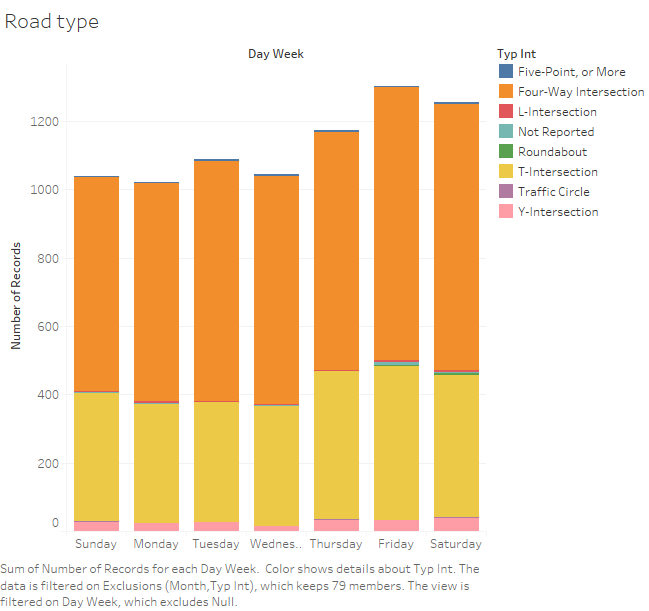 Road type
Day Week
Typ Int
Five-Point, or More
Four-Way Intersection
L-Intersection
Not Reported
Roundabout
T-Intersection
Traffic Circle
Y-Intersection
Number of Records
1200
1000
800
600
400
200
0
Sunday Monday Tuesday Wednes.. Thursday Friday Saturday
Sum of Number of Records for each Day Week. Color shows details about Typ Int. The
data is filtered on Exclusions (Month,Typ Int), which keeps 79 members. The view is
filtered on Day Week, which excludes Null.